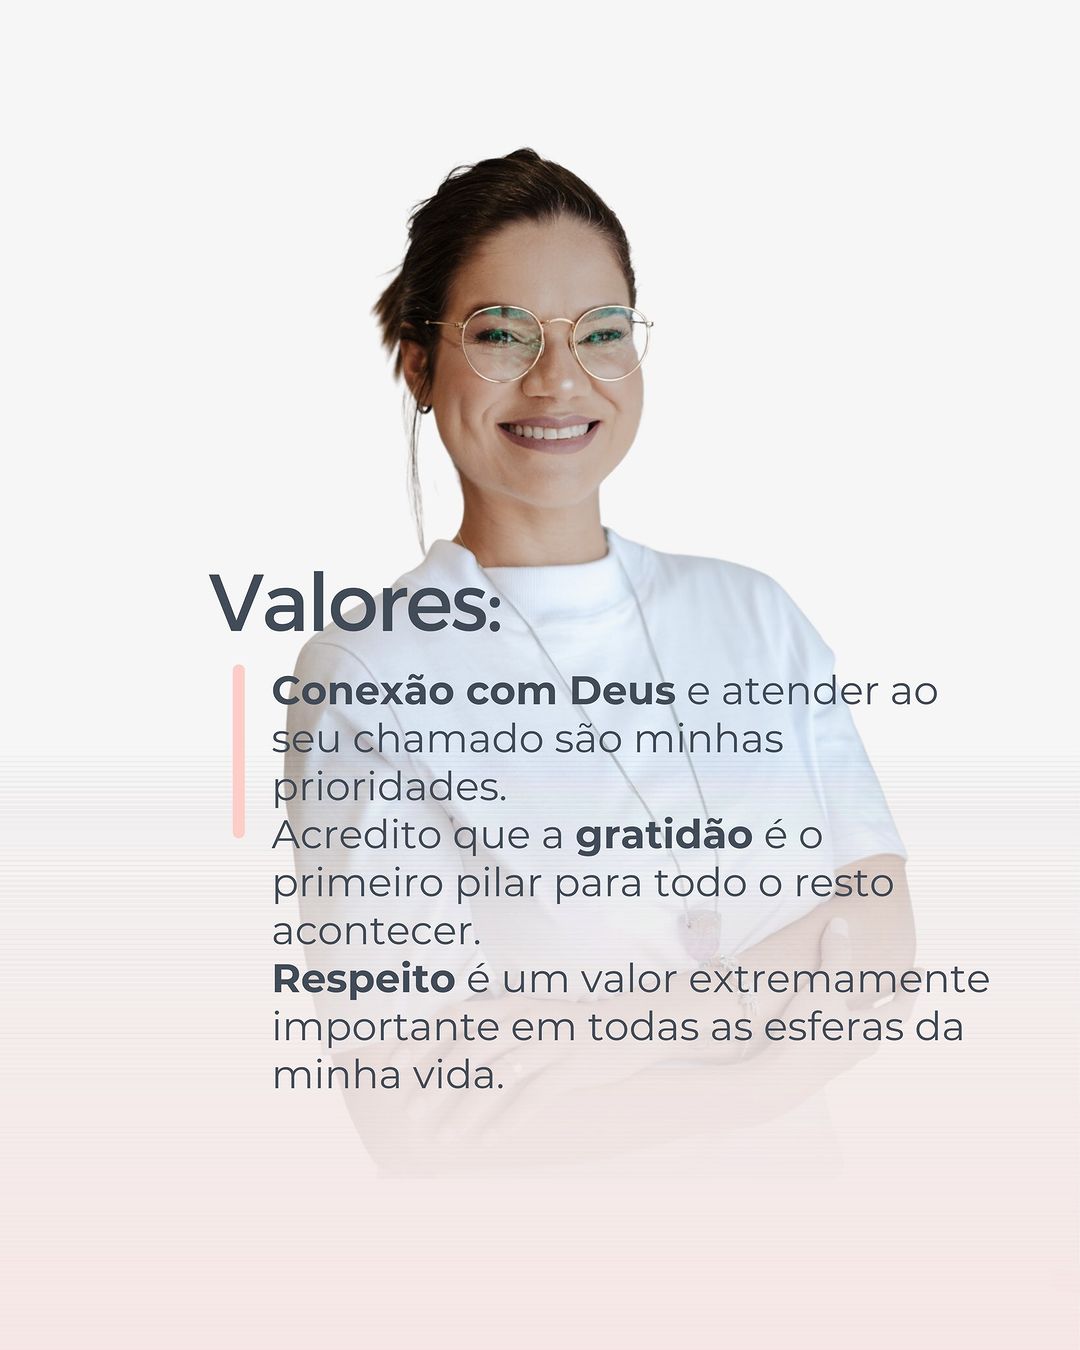 Valores:
Conexão com Deus e atender ao
seu chamado são minhas
prioridades.
Acredito que a gratidão é o
primeiro pilar para todo o resto
acontecer.
Respeito é um valor extremamente
importante em todas as esferas da
minha vida.